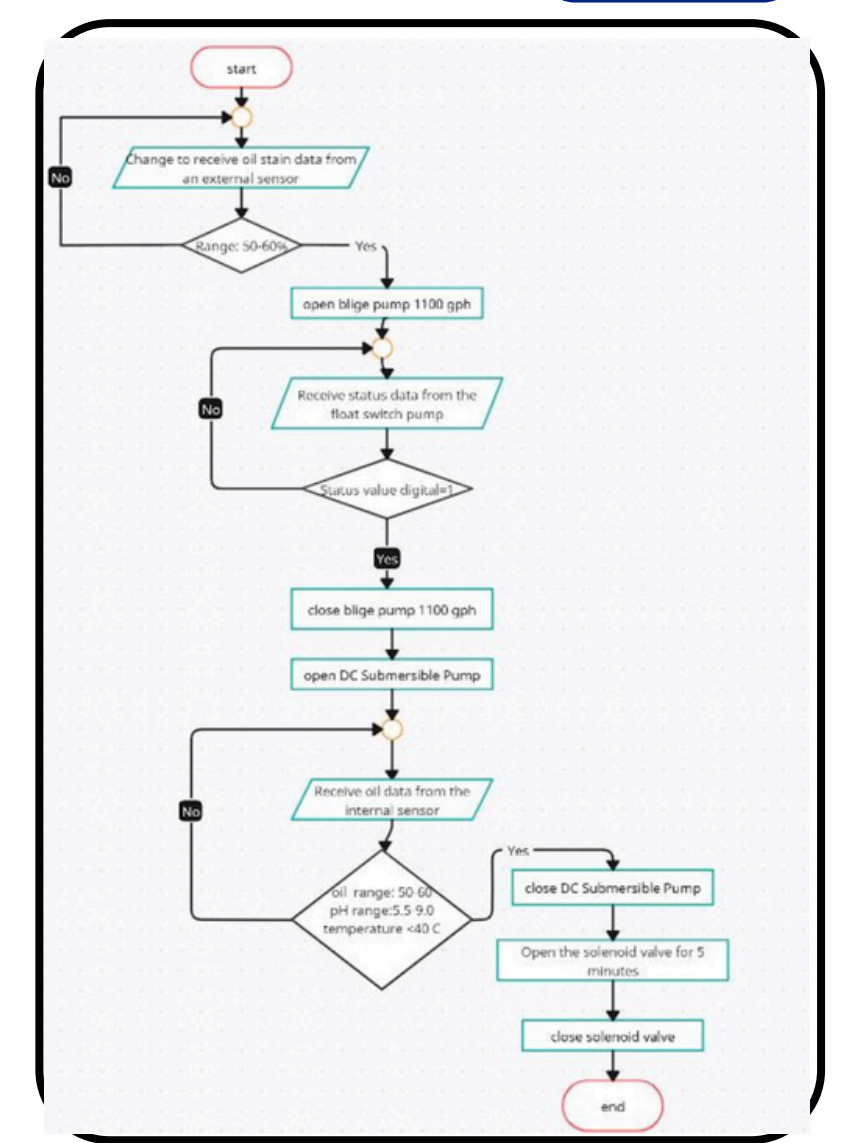 start
Change to receive oil stain data from
an external sensor
No
Range: 50-60%
Yes
open blige pump 1100 gph
Receive status data from the
float switch pump
No
Status value digital=1
Yes
close blige pump 1100 gph
open DC Submersible Pump
Receive oil data from the
internal sensor
No
oil range: 50-60
pH range:5.5-9.0
temperature <40 C
Yes
close DC Submersible Pump
Open the solenoid valve for 5
minutes
close solenoid valve
end